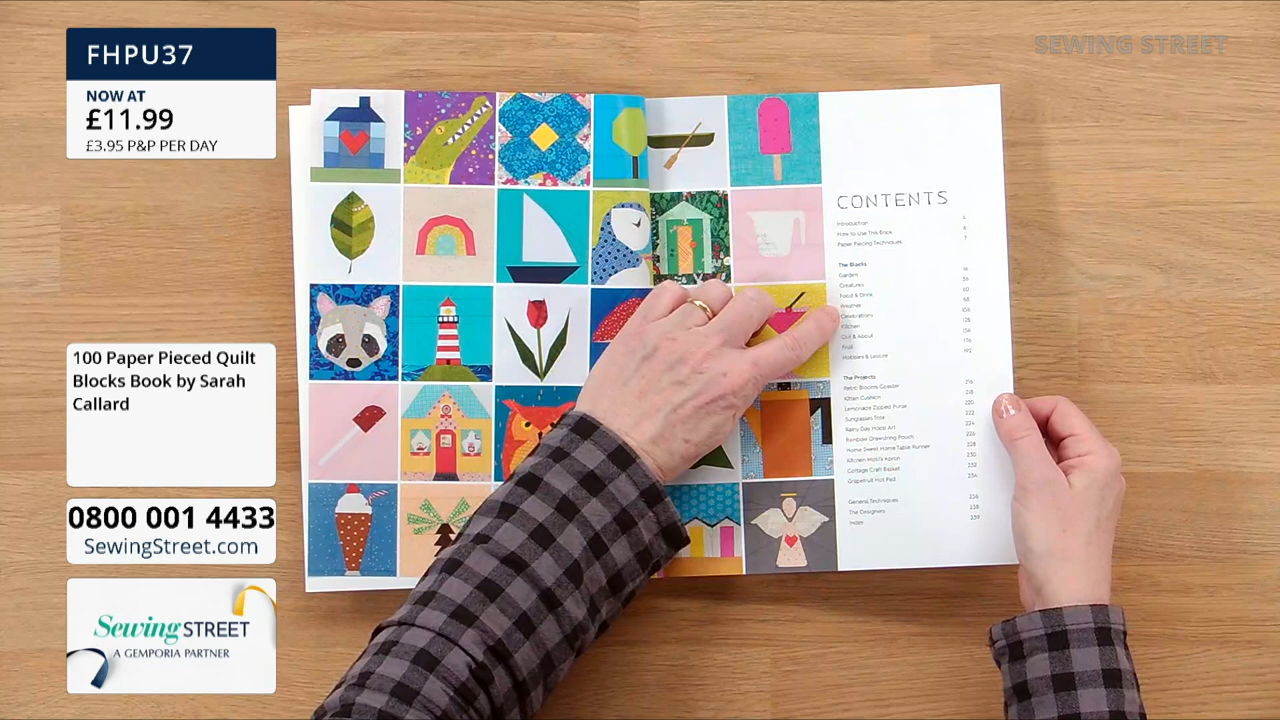 FHPU37
NOW AT
£11.99
£3.95 P&P PER DAY
SEWING STREET
CONTENTS
Introduction
How to Use This Book
Paper Piecing Techniques
The Blocks
Garden
Creatures
Food & Drink
Weather
Celebrations
Kitchen
Out & About
Fruit
Hobbies & Leisure
The Projects
Retro Blooms Coaster
Kitten Cushion
Lemonade Zipped Purse
Sunglasses Tote
Rainy Day Hoop Art
Rainbow Drawstring Pouch
Home Sweet Home Table Runner
Kitchen Motifs Apron
Cottage Craft Basket
Grapefruit Hot Pad
General Techniques
The Designers
Index
100 Paper Pieced Quilt
Blocks Book by Sarah
Callard
0800 001 4433
SewingStreet.com
Sewing STREET
A GEMPORIA PARTNER